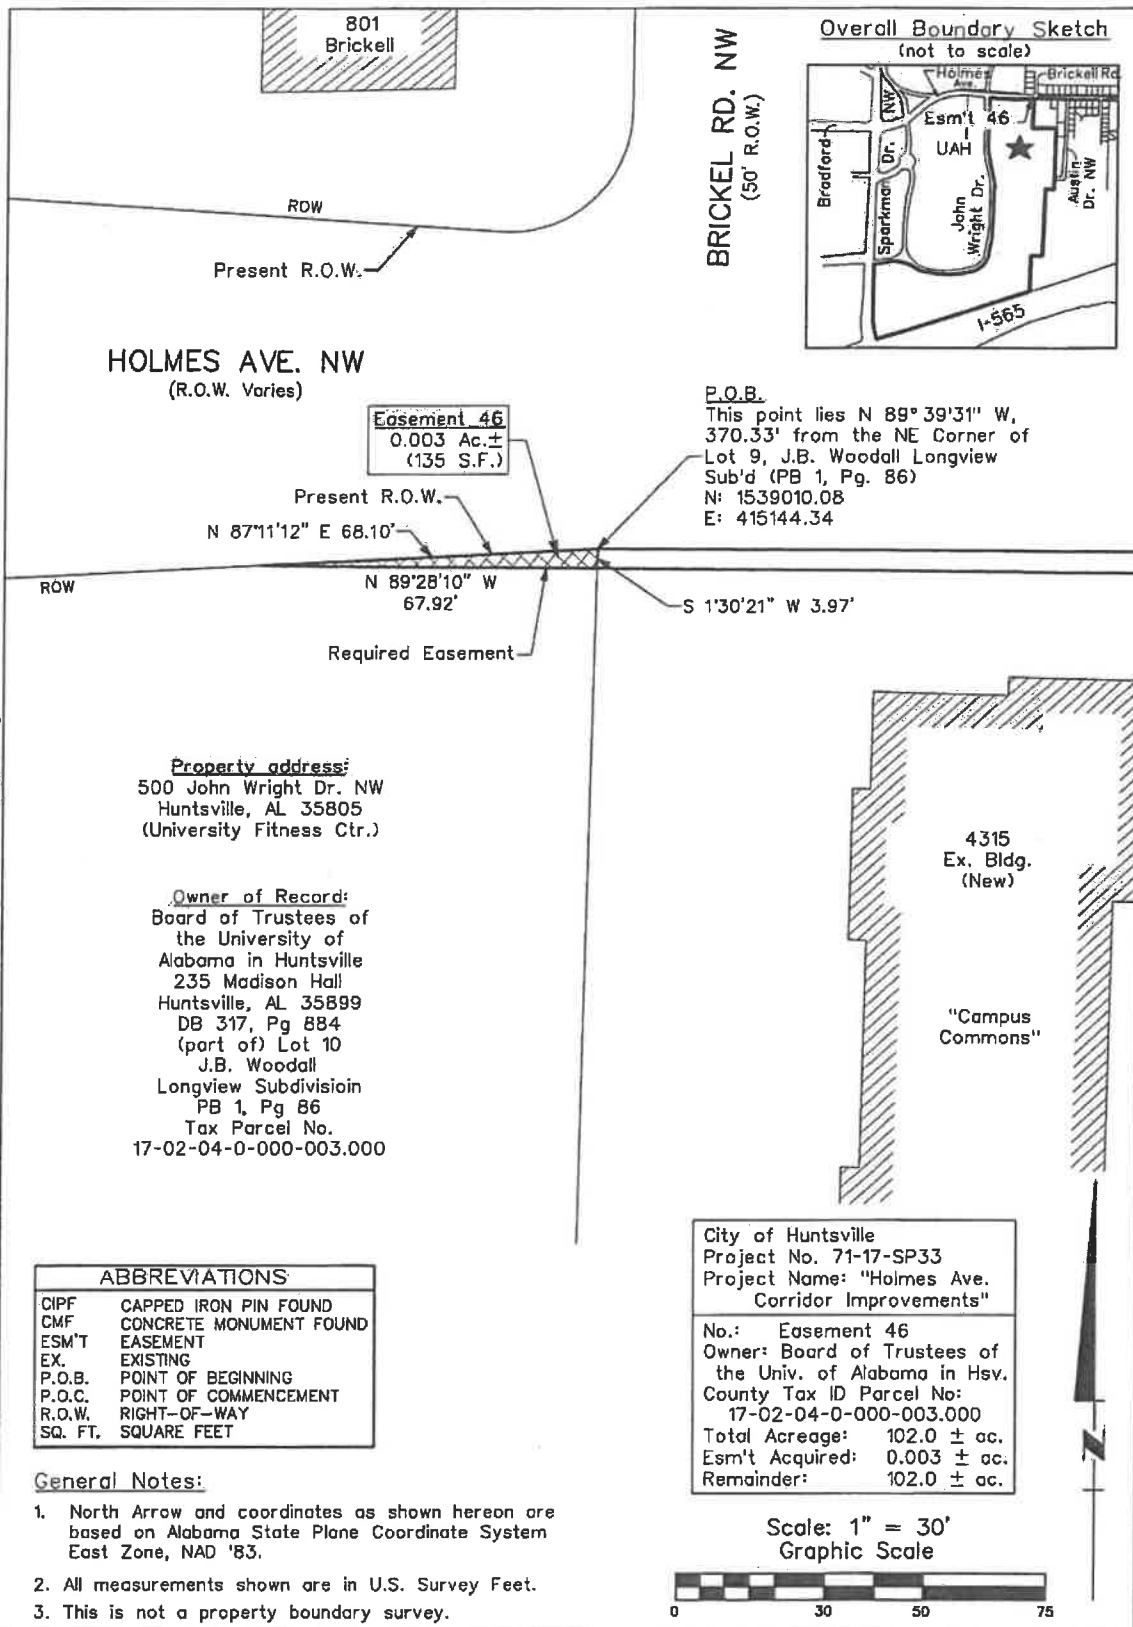 801
Brickell
BRICKEL RD. NW
(50' R.O.W.)
Overall Boundary Sketch
(not to scale)
Holmes
Ave.
Brickell Rd.
NW
Esm't 46
UAH
Bradford
Sparkman
Dr.
John
Wright Dr.
Austin
Dr. NW
I-565
ROW
Present R.O.W.
HOLMES AVE. NW
(R.O.W. Varies)
Easement 46
0.003 Ac.±
(135 S.F.)
P.O.B.
This point lies N 89°39'31" W,
370.33' from the NE Corner of
Lot 9, J.B. Woodall Longview
Sub'd (PB 1, Pg. 86)
N: 1539010.08
E: 415144.34
Present R.O.W.
N 87°11'12" E 68.10'
ROW
N 89°28'10" W
67.92'
S 1°30'21" W 3.97'
Required Easement
Property address:
500 John Wright Dr. NW
Huntsville, AL 35805
(University Fitness Ctr.)
4315
Ex. Bldg.
(New)
Owner of Record:
Board of Trustees of
the University of
Alabama in Huntsville
235 Madison Hall
Huntsville, AL 35899
DB 317, Pg 884
(part of) Lot 10
J.B. Woodall
Longview Subdivisioin
PB 1, Pg 86
Tax Parcel No.
17-02-04-0-000-003.000
"Campus
Commons"
City of Huntsville
Project No. 71-17-SP33
Project Name: "Holmes Ave.
Corridor Improvements"
No.: Easement 46
Owner: Board of Trustees of
the Univ. of Alabama in Hsv.
County Tax ID Parcel No:
17-02-04-0-000-003.000
Total Acreage: 102.0 ± ac.
Esm't Acquired: 0.003 ± ac.
Remainder: 102.0 ± ac.
ABBREVIATIONS
CIPF CAPPED IRON PIN FOUND
CMF CONCRETE MONUMENT FOUND
ESM'T EASEMENT
EX. EXISTING
P.O.B. POINT OF BEGINNING
P.O.C. POINT OF COMMENCEMENT
R.O.W. RIGHT-OF-WAY
SQ. FT. SQUARE FEET
N
General Notes:
1. North Arrow and coordinates as shown hereon are
based on Alabama State Plane Coordinate System
East Zone, NAD '83.
2. All measurements shown are in U.S. Survey Feet.
3. This is not a property boundary survey.
Scale: 1" = 30'
Graphic Scale
0 30 50 75